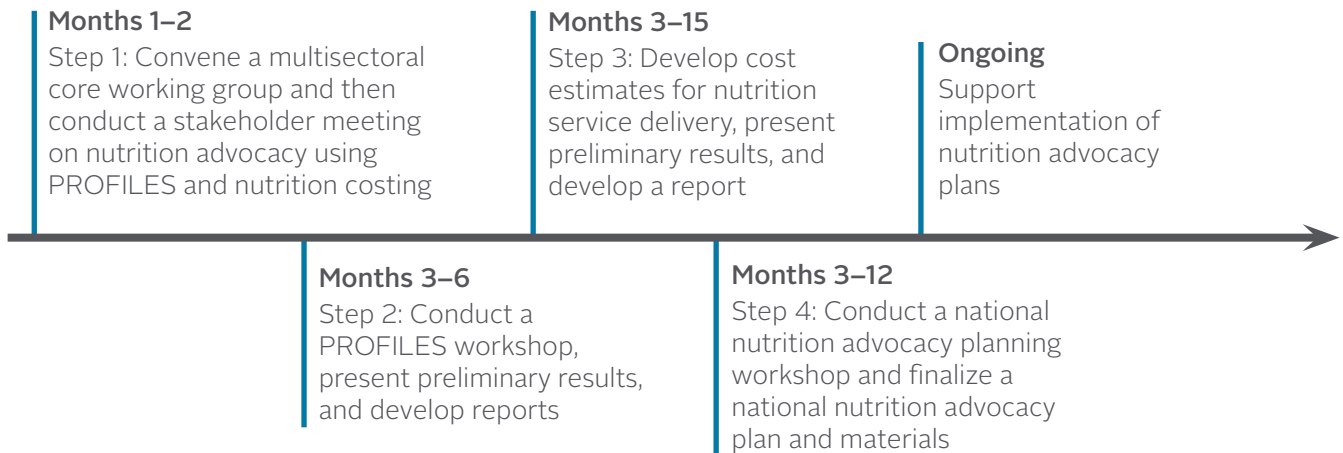 Months 1–2
Step 1: Convene a multisectoral
core working group and then
conduct a stakeholder meeting
on nutrition advocacy using
PROFILES and nutrition costing
Months 3–6
Step 2: Conduct a
PROFILES workshop,
present preliminary results,
and develop reports
Months 3–15
Step 3: Develop cost
estimates for nutrition
service delivery, present
preliminary results, and
develop a report
Months 3–12
Step 4: Conduct a national
nutrition advocacy planning
workshop and finalize a
national nutrition advocacy
plan and materials
Ongoing
Support
implementation of
nutrition advocacy
plans